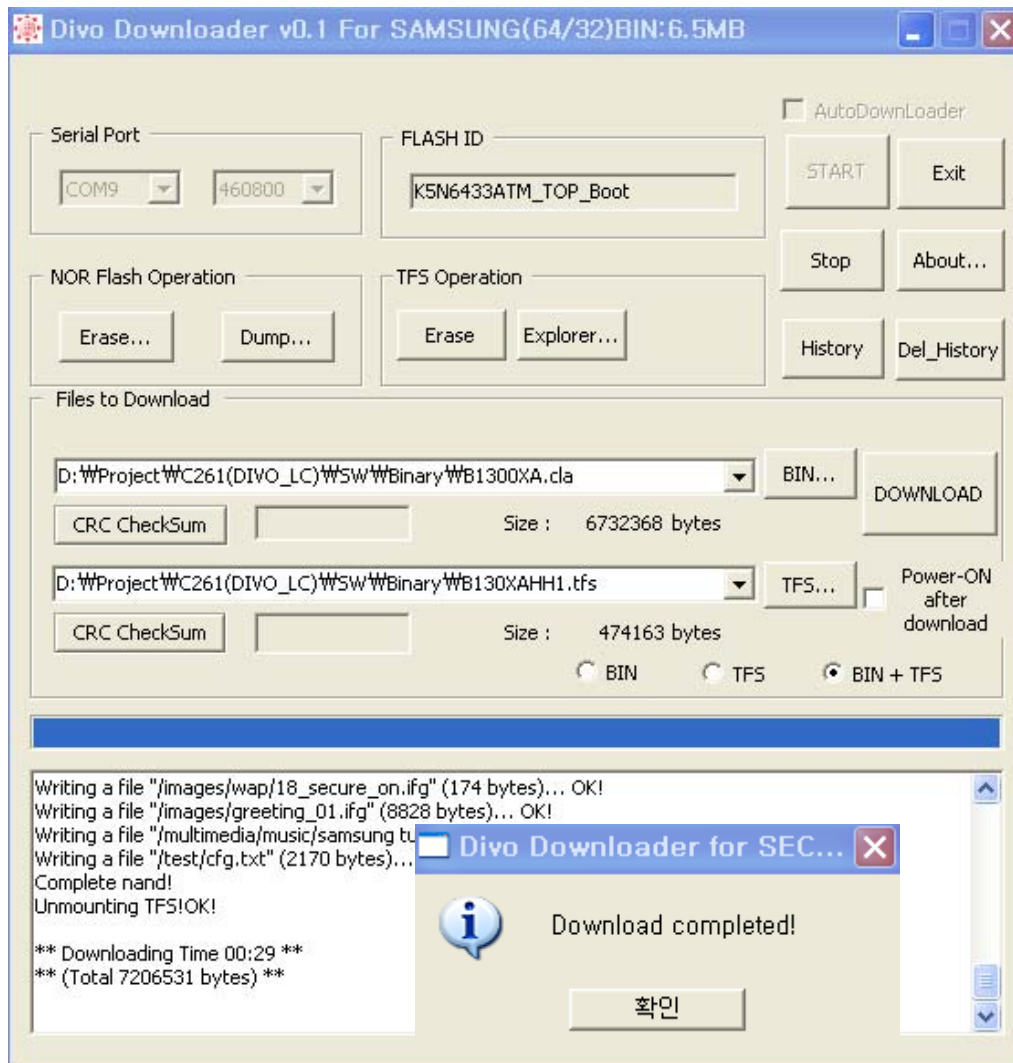 Divo Downloader v0.1 For SAMSUNG(64/32)BIN:6.5MB
AutoDownLoader
Serial Port
FLASH ID
COM9
460800
K5N6433ATM_TOP_Boot
START
Exit
NOR Flash Operation
TFS Operation
Stop
About...
Erase...
Dump...
Erase
Explorer...
History
Del_History
Files to Download
D:₩Project₩C261(DIVO_LC)₩SW₩Binary₩B1300XA.cla
BIN...
DOWNLOAD
CRC CheckSum
Size : 6732368 bytes
D:₩Project₩C261(DIVO_LC)₩SW₩Binary₩B130XAHH1.tfs
TFS...
Power-ON
after
download
CRC CheckSum
Size : 474163 bytes
BIN
TFS
BIN + TFS
Writing a file "/images/wap/18_secure_on.ifg" (174 bytes)... OK!
Writing a file "/images/greeting_01.ifg" (8828 bytes)... OK!
Writing a file "/multimedia/music/samsung
Writing a file "/test/cfg.txt" (2170 bytes)...
Complete nand!
Unmounting TFS!OK!
** Downloading Time 00:29 **
** (Total 7206531 bytes) **
Divo Downloader for SEC...
Download completed!
확인